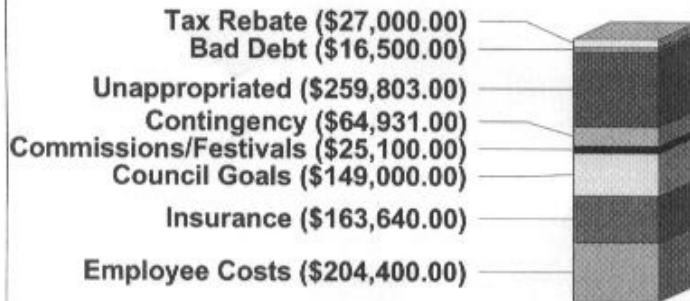 Tax Rebate ($27,000.00)
Bad Debt ($16,500.00)
Unappropriated ($259,803.00)
Contingency ($64,931.00)
Commissions/Festivals ($25,100.00)
Council Goals ($149,000.00)
Insurance ($163,640.00)
Employee Costs ($204,400.00)